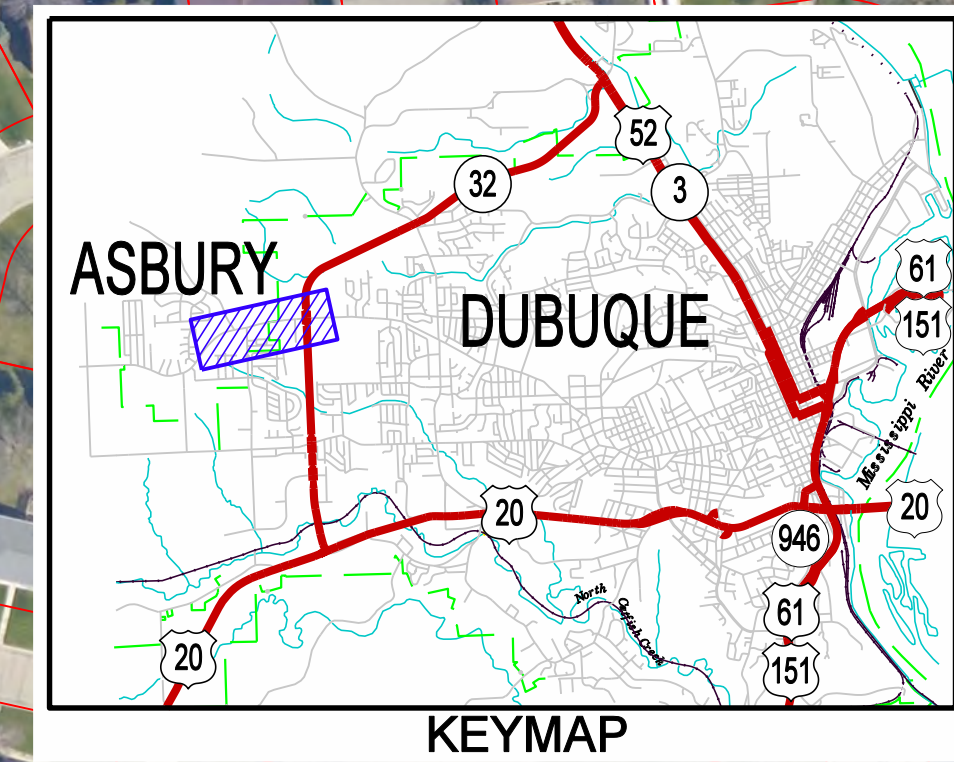 52
32
3
ASBURY
61
DUBUQUE
151
Mississippi River
20
20
946
North Catfish Creek
61
20
151
KEYMAP